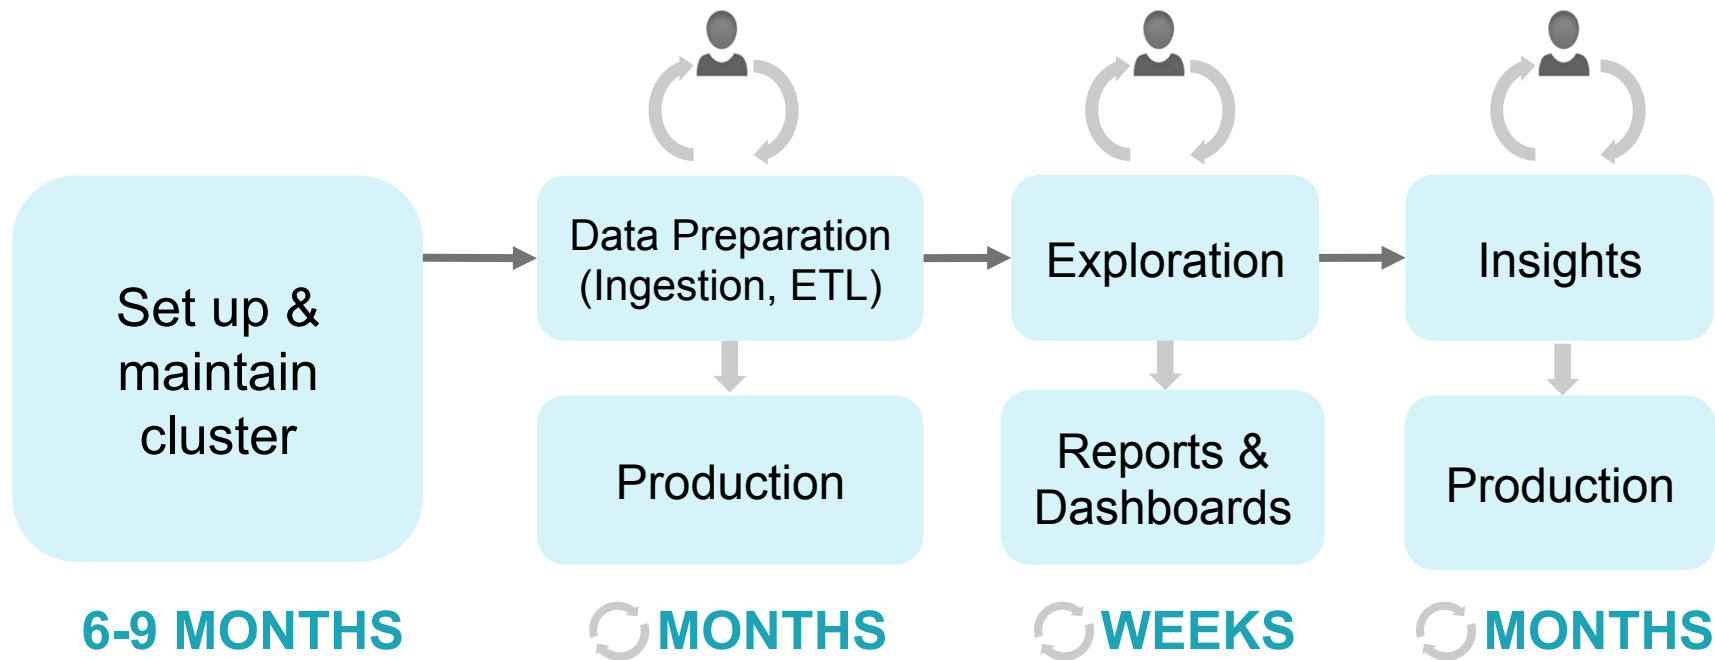 Set up &
maintain
cluster
Data Preparation
(Ingestion, ETL)
Exploration
Insights
Production
Reports &
Dashboards
Production
6-9 MONTHS
MONTHS
WEEKS
MONTHS